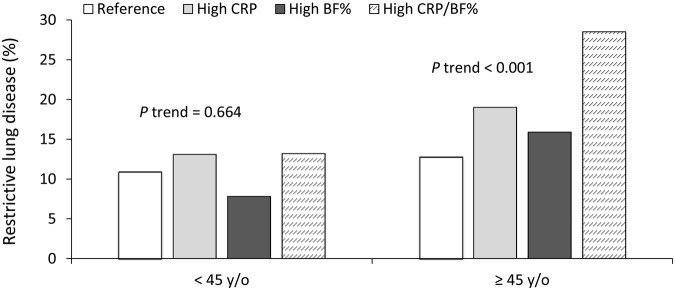 Reference High CRP High BF% High CRP/BF%
Restrictive lung disease (%)
30
25
20
15
10
5
0
P trend = 0.664
P trend < 0.001
< 45 y/o
≥ 45 y/o